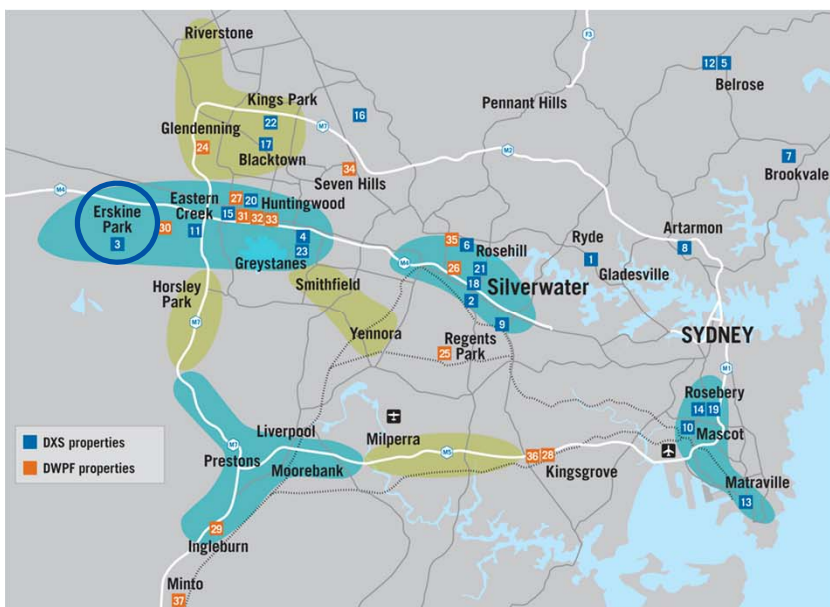 Riverstone
F3
12 5
Belrose
Pennant Hills
Kings Park
16
22
M7
Glendenning
24
17
Blacktown
M2
7
Brookvale
34
Seven Hills
M4
Erskine
Park
3
30
Eastern
Creek
11
15
27
20
Huntingwood
31
32
33
4
23
Greystanes
35
6
Rosehill
Ryde
1
Gladesville
Artarmon
8
M4
26
21
18
Silverwater
2
9
Horsley
Park
M7
Smithfield
Yennora
Regents
Park
25
SYDNEY
M1
Rosebery
14 19
10
Mascot
DXS properties
DWPF properties
Liverpool
M7
Prestons
Moorebank
Milperra
M5
36 28
Kingsgrove
Matraville
13
29
Ingleburn
Minto
37